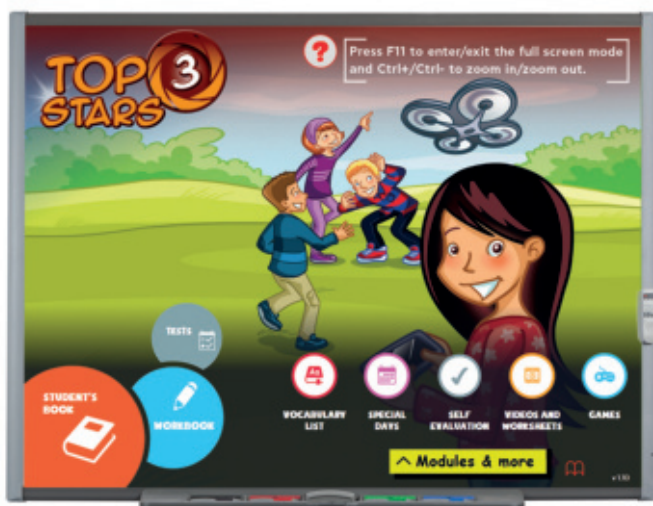 TOP 3
STARS
?
Press F11 to enter/exit the full screen mode
and Ctrl+/Ctrl- to zoom in/zoom out.
TESTS
STUDENT'S
BOOK
WORKBOOK
VOCABULARY
LIST
SPECIAL
DAYS
SELF
EVALUATION
VIDEOS AND
WORKSHEETS
GAMES
Modules & more